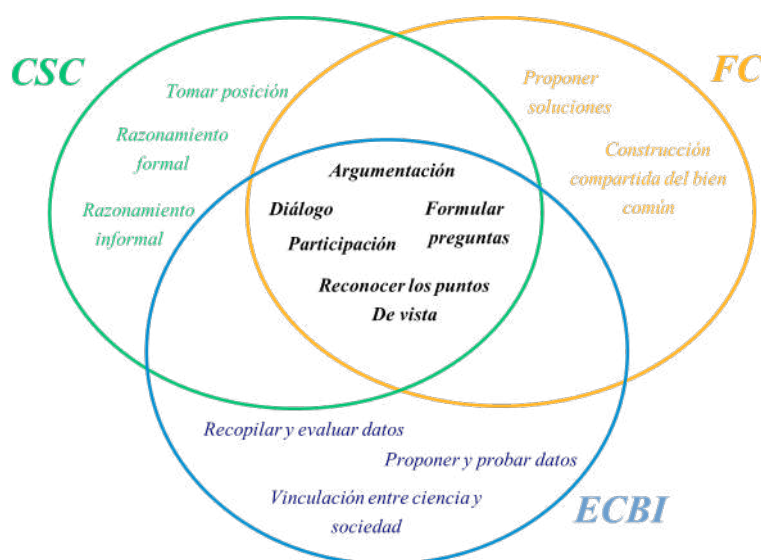 CSC
FC
Tomar posición
Razonamiento
formal
Razonamiento
informal
Proponer
soluciones
Construcción
compartida del bien
común
Argumentación
Diálogo
Formular
preguntas
Participación
Reconocer los puntos
De vista
Recopilar y evaluar datos
Proponer y probar datos
Vinculación entre ciencia y
sociedad
ECBI